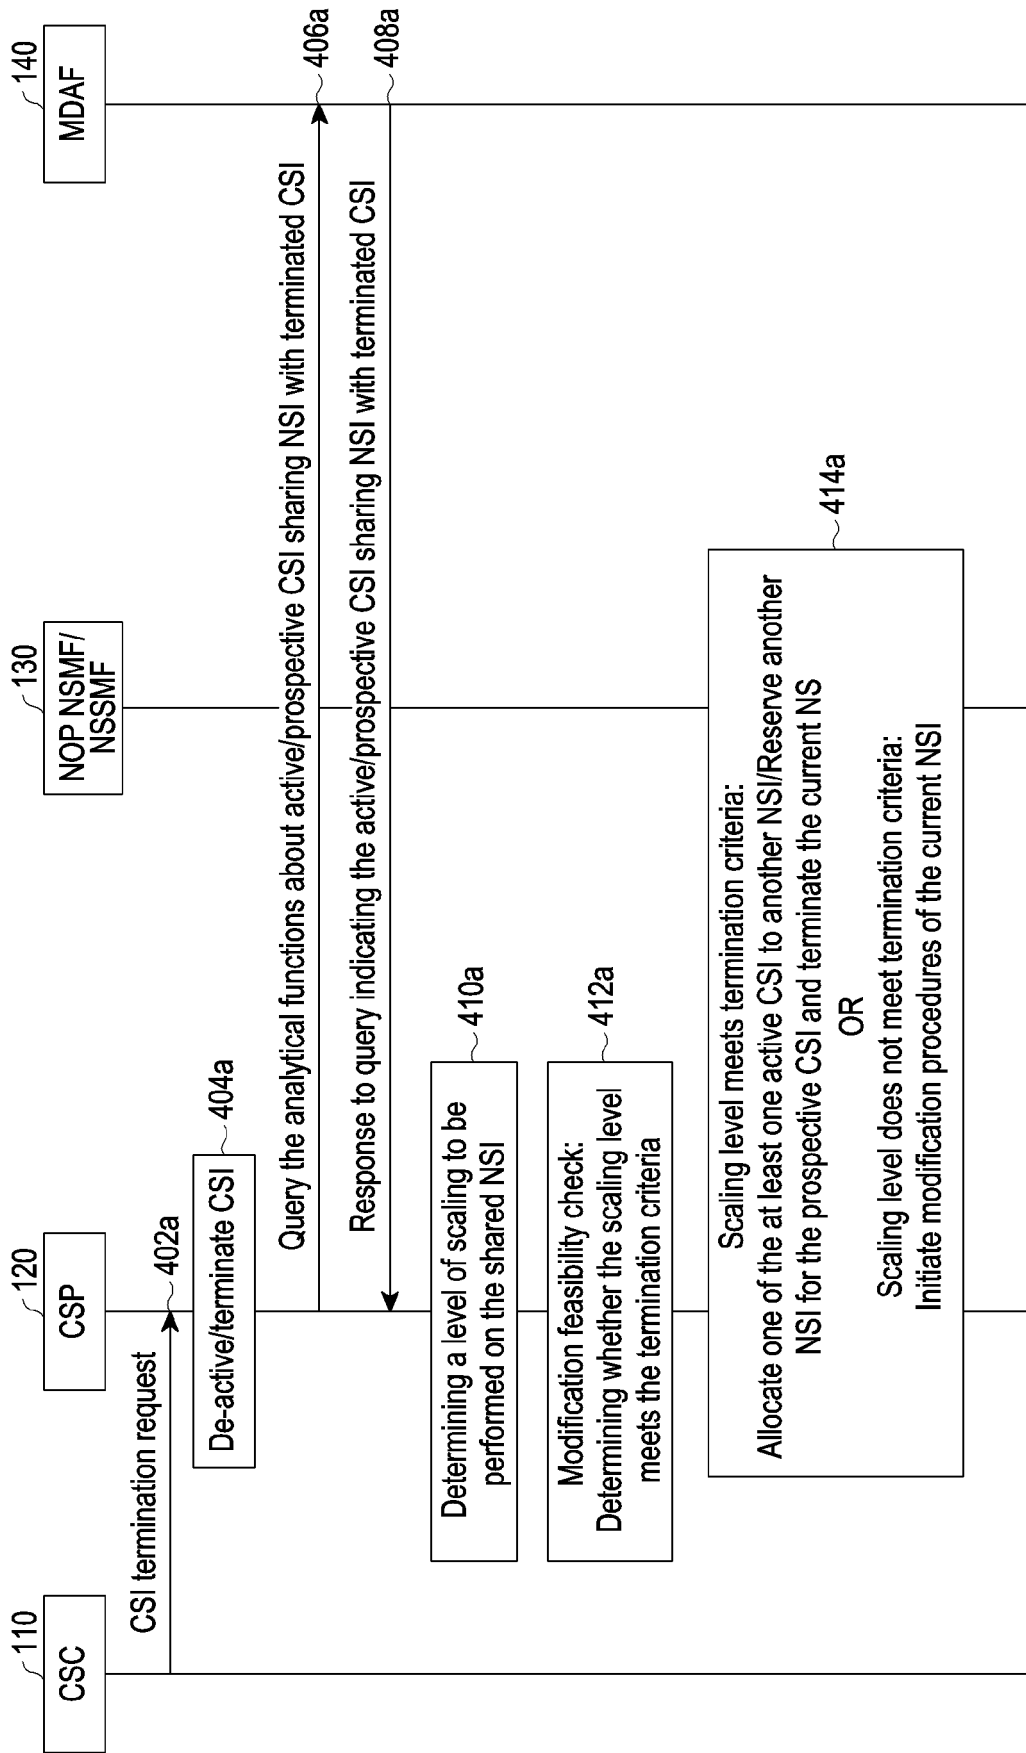 110
CSC
120
CSP
130
NOP NSMF/
NSSMF
140
MDAF
CSI termination request
402a
De-active/terminate CSI
404a
Query the analytical functions about active/prospective CSI sharing NSI with terminated CSI
406a
Response to query indicating the active/prospective CSI sharing NSI with terminated CSI
408a
Determining a level of scaling to be
performed on the shared NSI
410a
Modification feasibility check:
Determining whether the scaling level
meets the termination criteria
412a
Scaling level meets termination criteria:
Allocate one of the at least one active CSI to another NSI/Reserve another
NSI for the prospective CSI and terminate the current NS
OR
Scaling level does not meet termination criteria:
Initiate modification procedures of the current NSI
414a